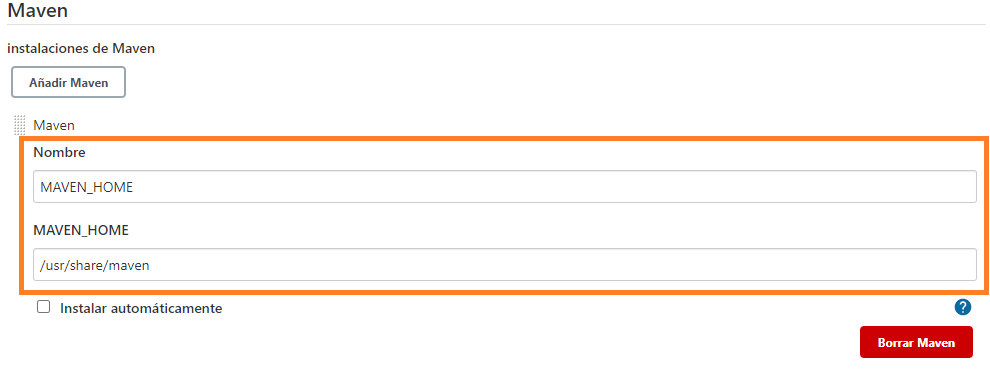 Maven
instalaciones de Maven
Añadir Maven
Maven
Nombre
MAVEN_HOME
MAVEN_HOME
/usr/share/maven
Instalar automáticamente
?
Borrar Maven